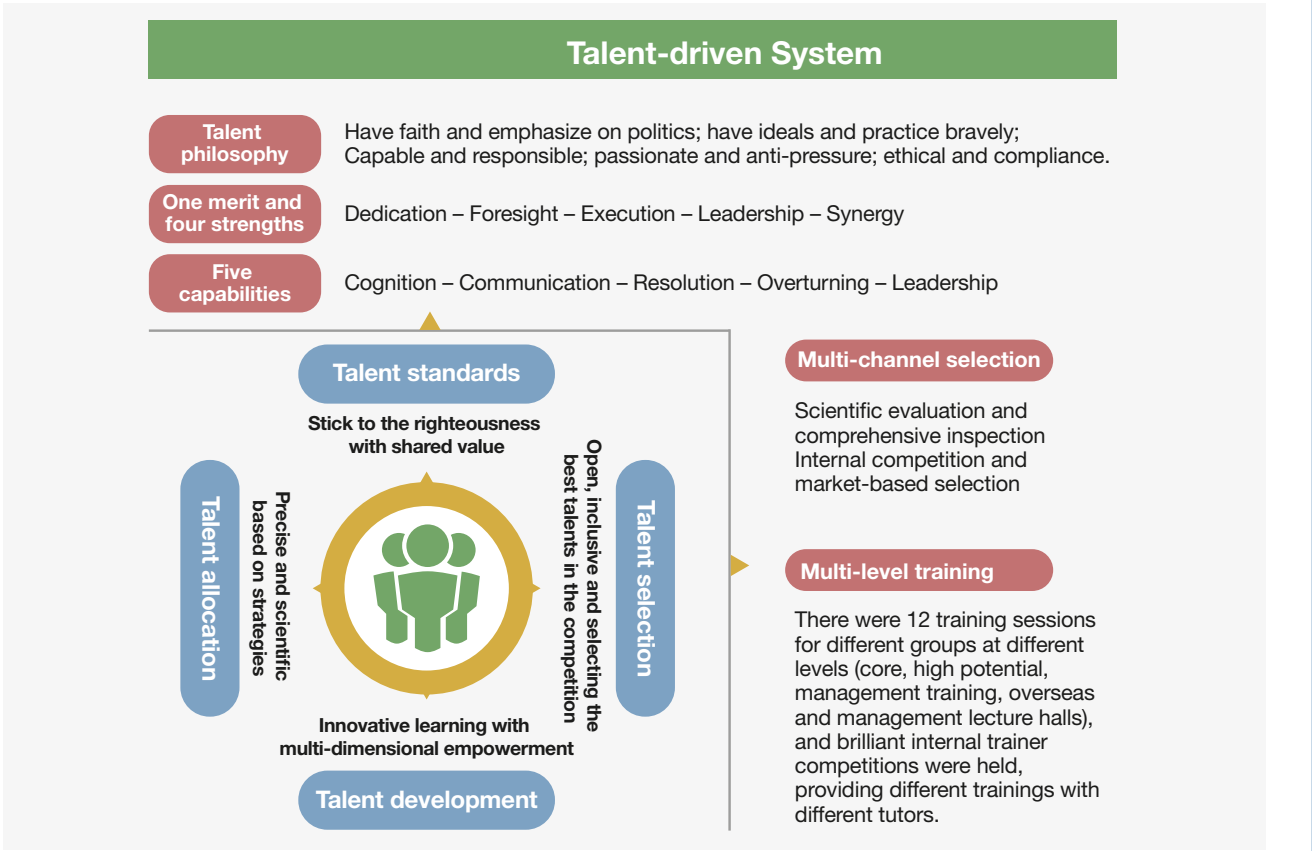 Talent-driven System
Talent
philosophy
Have faith and emphasize on politics; have ideals and practice bravely;
Capable and responsible; passionate and anti-pressure; ethical and compliance.
One merit and
four strengths
Dedication – Foresight – Execution – Leadership – Synergy
Five
capabilities
Cognition – Communication – Resolution – Overturning – Leadership
Talent standards
Stick to the righteousness
with shared value
Talent allocation
Precise and scientific
based on strategies
Open, inclusive and selecting the
best talents in the competition
Talent selection
Innovative learning with
multi-dimensional empowerment
Talent development
Multi-channel selection
Scientific evaluation and
comprehensive inspection
Internal competition and
market-based selection
Multi-level training
There were 12 training sessions
for different groups at different
levels (core, high potential,
management training, overseas
and management lecture halls),
and brilliant internal trainer
competitions were held,
providing different trainings with
different tutors.